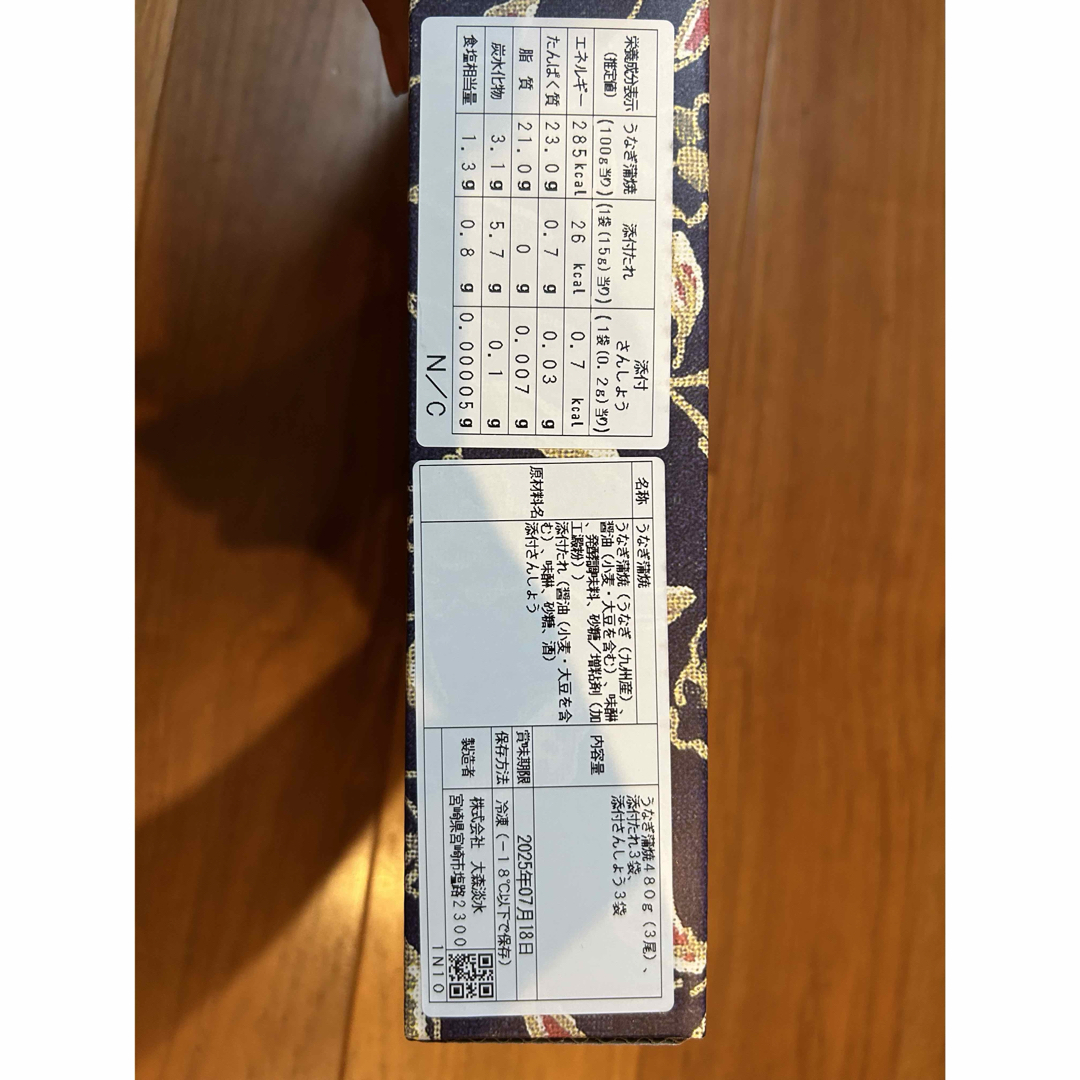 栄養成分表示 うなぎ蒲焼 添付たれ 添付さんしょう
(推定値) (100g当り) (1袋(15g)当り) (1袋(0.2g)当り)
エネルギー 285kcal 26 kcal 0.7 kcal
たんぱく質 23.0g 0.7 g 0.03 g
脂 質 21.0g 0 g 0.007 g
炭水化物 3.1g 5.7 g 0.1 g
食塩相当量 1.3g 0.8 g 0.00005g
N/C
名称 うなぎ蒲焼
原材料名 うなぎ蒲焼(うなぎ(九州産)、
醤油(小麦・大豆を含む)、味醂
、発酵調味料、砂糖/増粘剤(加
工澱粉))
添付たれ(醤油(小麦・大豆を含
む)、味醂、砂糖、酒)
添付さんしょう
内容量 うなぎ蒲焼480g(3尾)、
添付たれ3袋、
添付さんしょう3袋
賞味期限 2025年07月18日
保存方法 冷凍(-18℃以下で保存)
製造者 株式会社 大森淡水
宮崎県宮崎市塩路2300
1N10